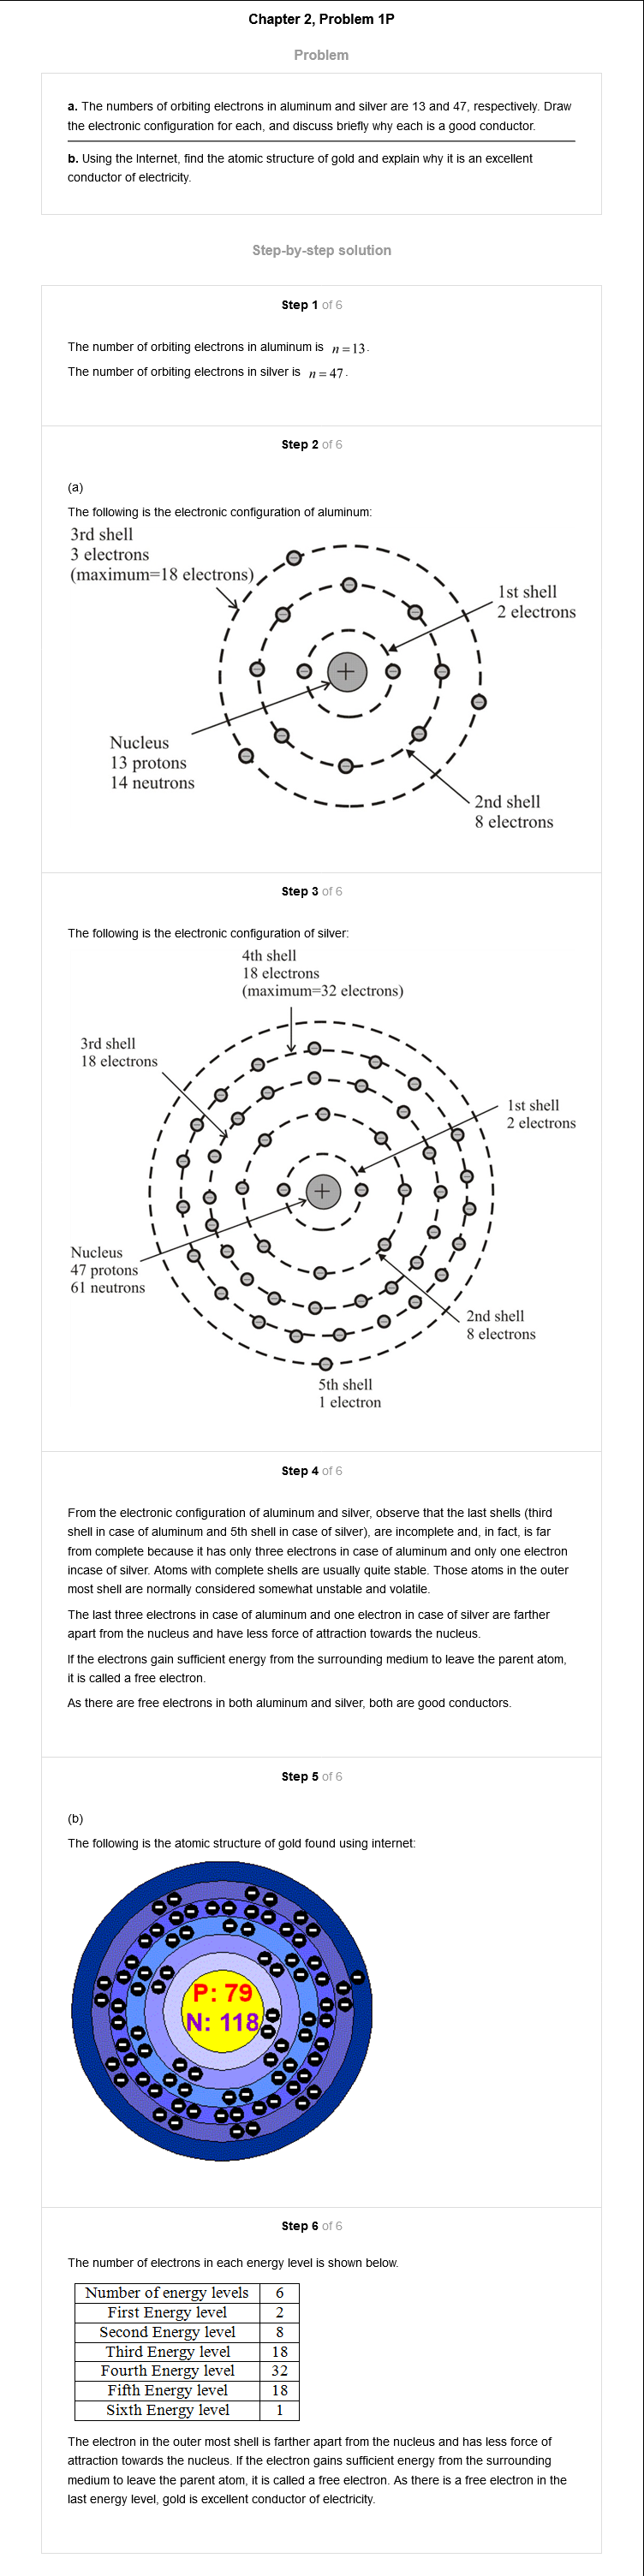 Chapter 2, Problem 1P
Problem
a. The numbers of orbiting electrons in aluminum and silver are 13 and 47, respectively. Draw
the electronic configuration for each, and discuss briefly why each is a good conductor.
b. Using the Internet, find the atomic structure of gold and explain why it is an excellent
conductor of electricity.
Step-by-step solution
Step 1 of 6
The number of orbiting electrons in aluminum is n=13.
The number of orbiting electrons in silver is n=47.
Step 2 of 6
(a)
The following is the electronic configuration of aluminum:
3rd shell
3 electrons
(maximum=18 electrons)
1st shell
2 electrons
+
Nucleus
13 protons
14 neutrons
2nd shell
8 electrons
Step 3 of 6
The following is the electronic configuration of silver:
4th shell
18 electrons
(maximum=32 electrons)
3rd shell
18 electrons
1st shell
2 electrons
+
Nucleus
47 protons
61 neutrons
2nd shell
8 electrons
5th shell
1 electron
Step 4 of 6
From the electronic configuration of aluminum and silver, observe that the last shells (third
shell in case of aluminum and 5th shell in case of silver), are incomplete and, in fact, is far
from complete because it has only three electrons in case of aluminum and only one electron
incase of silver. Atoms with complete shells are usually quite stable. Those atoms in the outer
most shell are normally considered somewhat unstable and volatile.
The last three electrons in case of aluminum and one electron in case of silver are farther
apart from the nucleus and have less force of attraction towards the nucleus.
If the electrons gain sufficient energy from the surrounding medium to leave the parent atom,
it is called a free electron.
As there are free electrons in both aluminum and silver, both are good conductors.
Step 5 of 6
(b)
The following is the atomic structure of gold found using internet:
P: 79
N: 118
Step 6 of 6
The number of electrons in each energy level is shown below.
Number of energy levels 6
First Energy level 2
Second Energy level 8
Third Energy level 18
Fourth Energy level 32
Fifth Energy level 18
Sixth Energy level 1
The electron in the outer most shell is farther apart from the nucleus and has less force of
attraction towards the nucleus. If the electron gains sufficient energy from the surrounding
medium to leave the parent atom, it is called a free electron. As there is a free electron in the
last energy level, gold is excellent conductor of electricity.